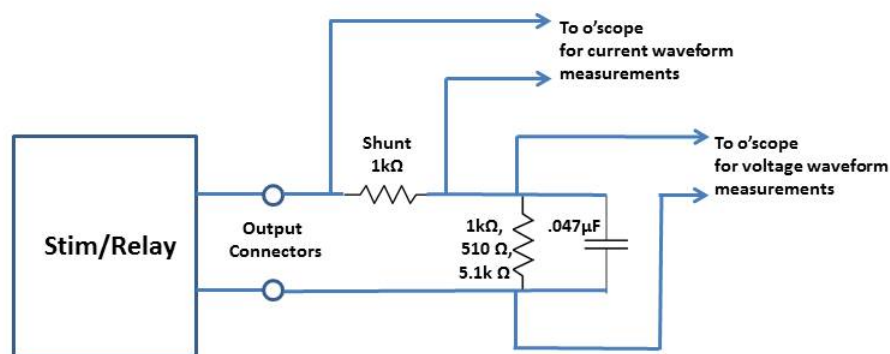 To o'scope
for current waveform
measurements
Shunt
1kΩ
To o'scope
for voltage waveform
measurements
Stim/Relay
Output
Connectors
1kΩ,
510 Ω,
5.1k Ω
.047µF